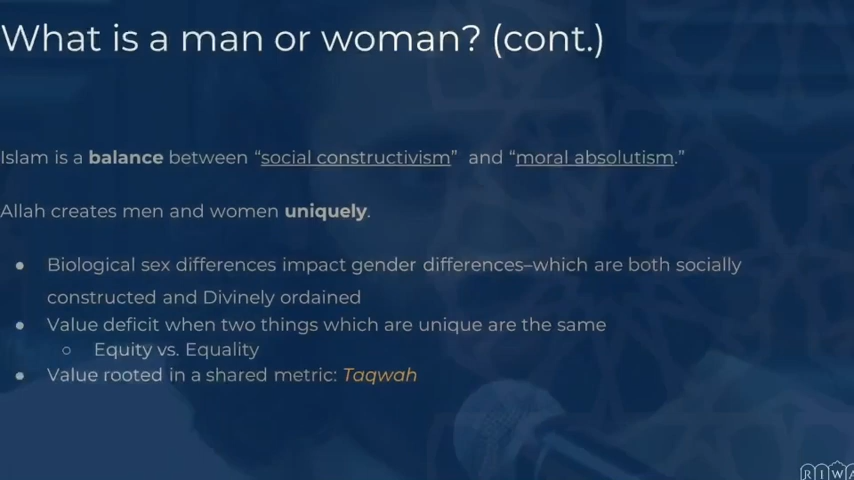 What is a man or woman? (cont.)
Islam is a balance between “social constructivism” and “moral absolutism.”
Allah creates men and women uniquely.
● Biological sex differences impact gender differences–which are both socially
constructed and Divinely ordained
● Value deficit when two things which are unique are the same
○ Equity vs. Equality
● Value rooted in a shared metric: Taqwah
RIWA